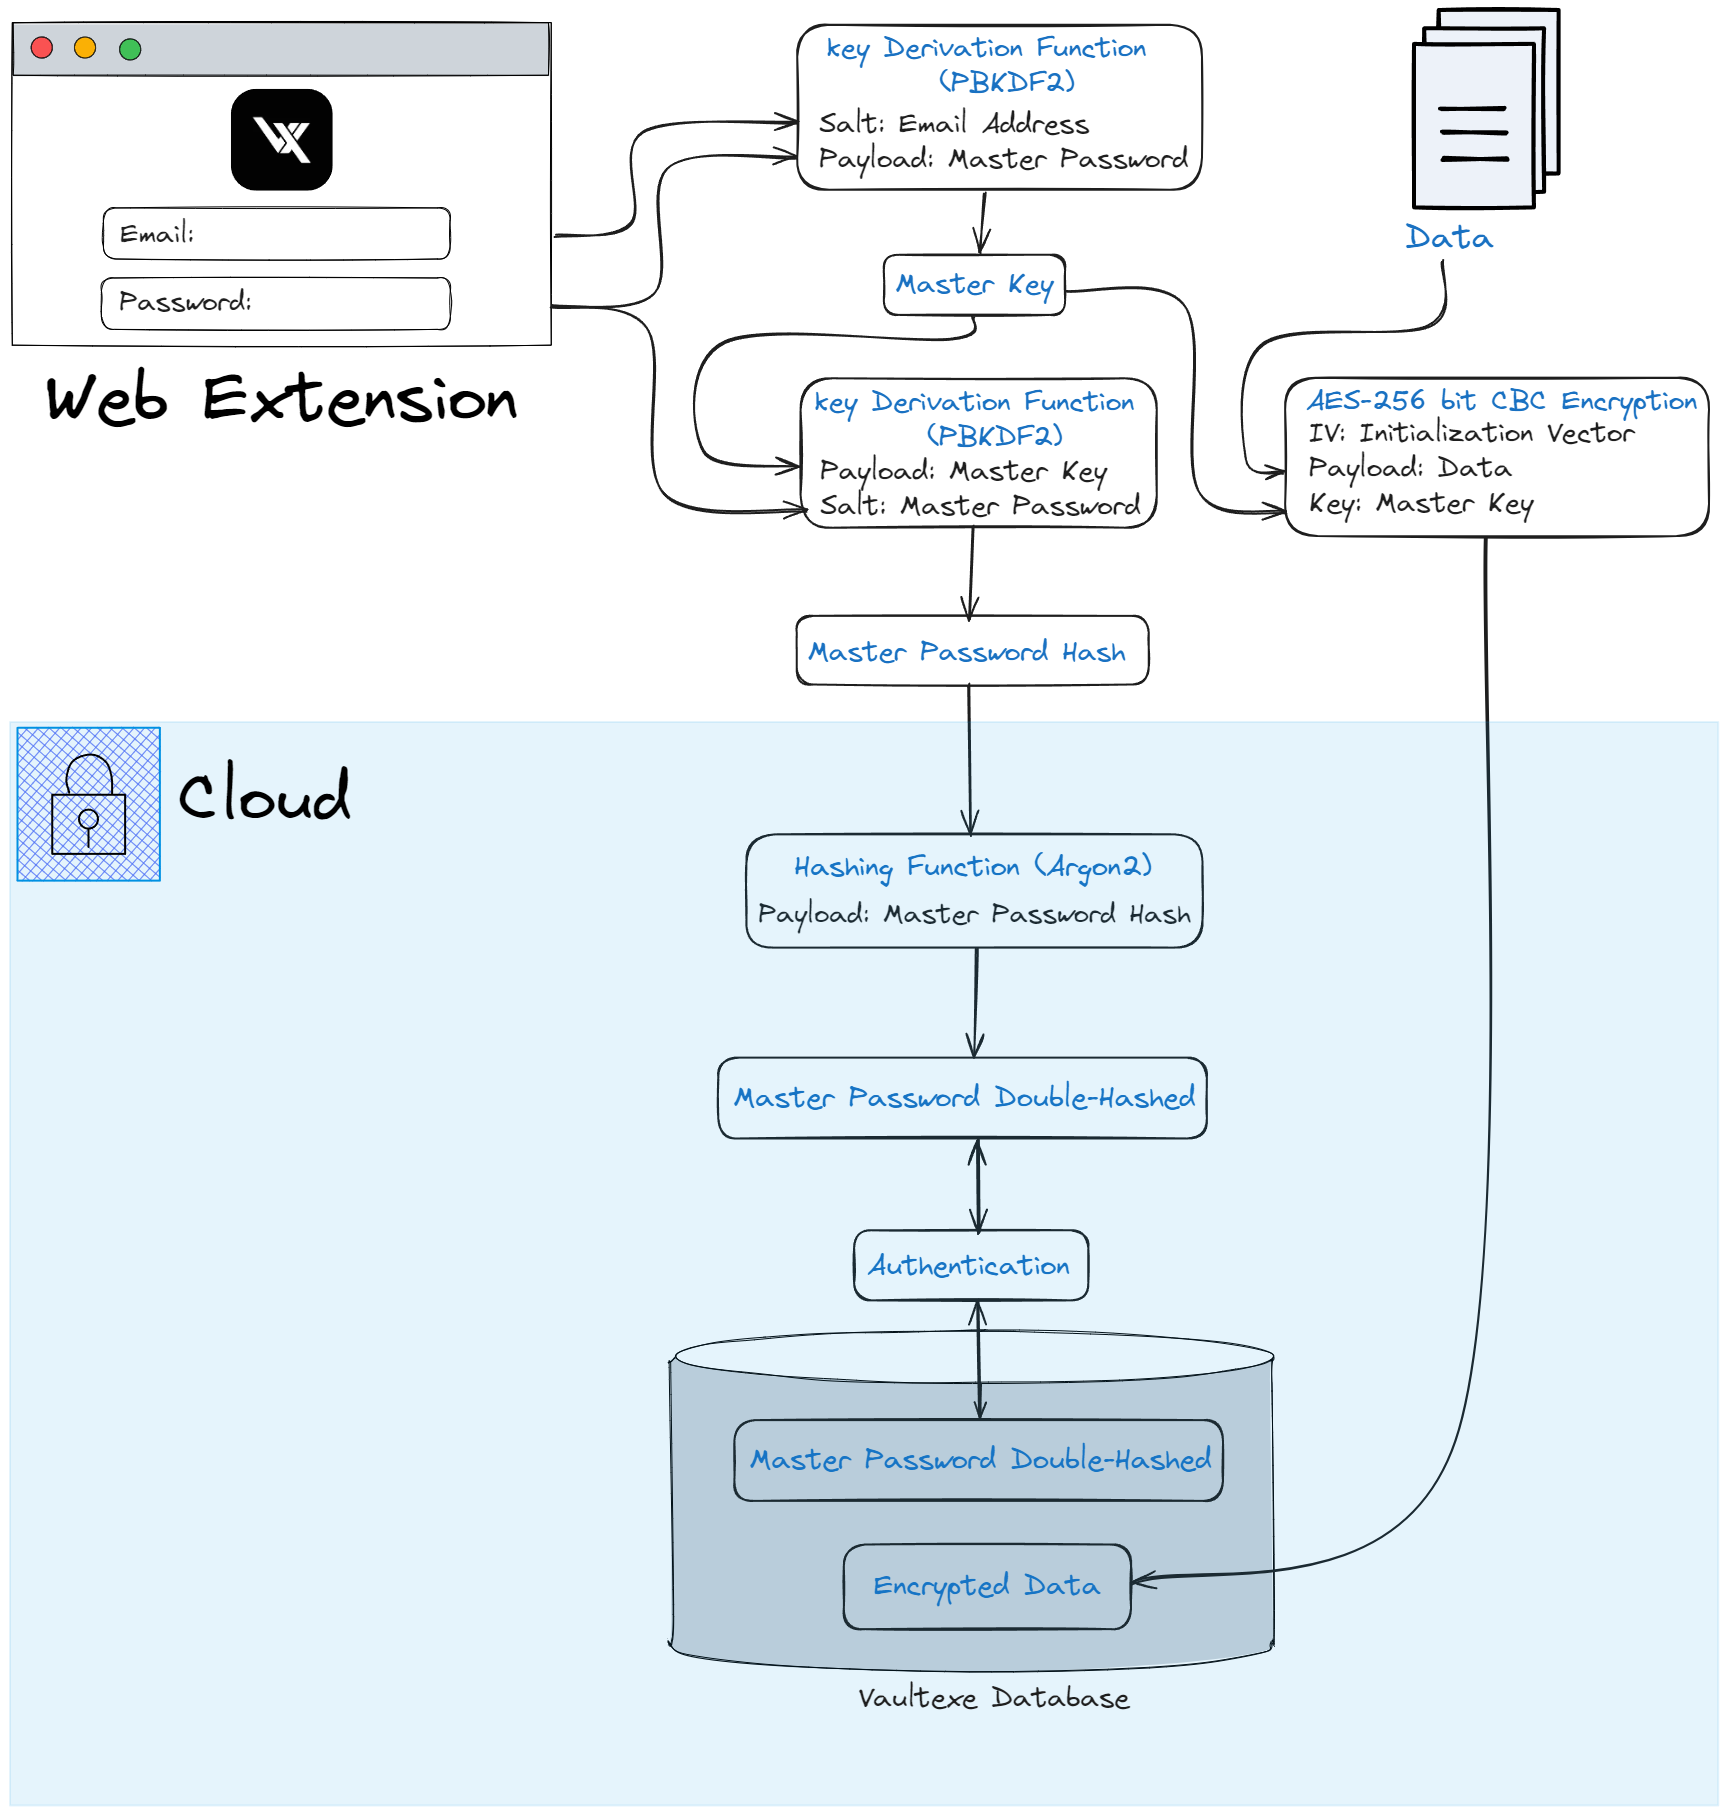 VX
Email:
Password:
Web Extension
key Derivation Function
(PBKDF2)
Salt: Email Address
Payload: Master Password
Master Key
key Derivation Function
(PBKDF2)
Payload: Master Key
Salt: Master Password
Data
AES-256 bit CBC Encryption
IV: Initialization Vector
Payload: Data
Key: Master Key
Master Password Hash
Cloud
Hashing Function (Argon2)
Payload: Master Password Hash
Master Password Double-Hashed
Authentication
Master Password Double-Hashed
Encrypted Data
Vaultexe Database